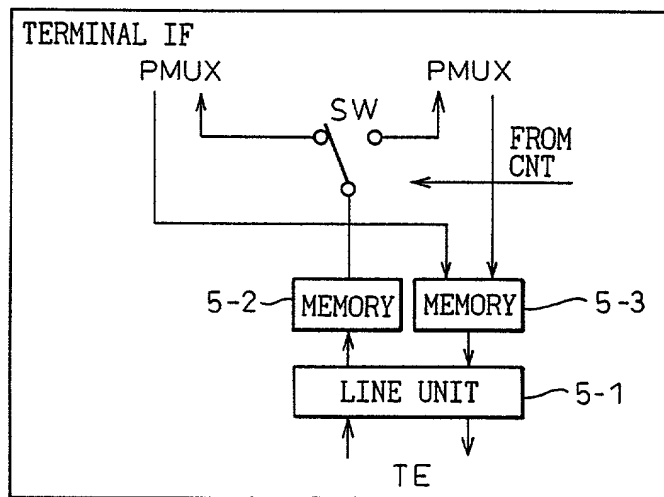 TERMINAL IF
PMUX
PMUX
SW
FROM
CNT
5-2
MEMORY
MEMORY
5-3
LINE UNIT
5-1
TE